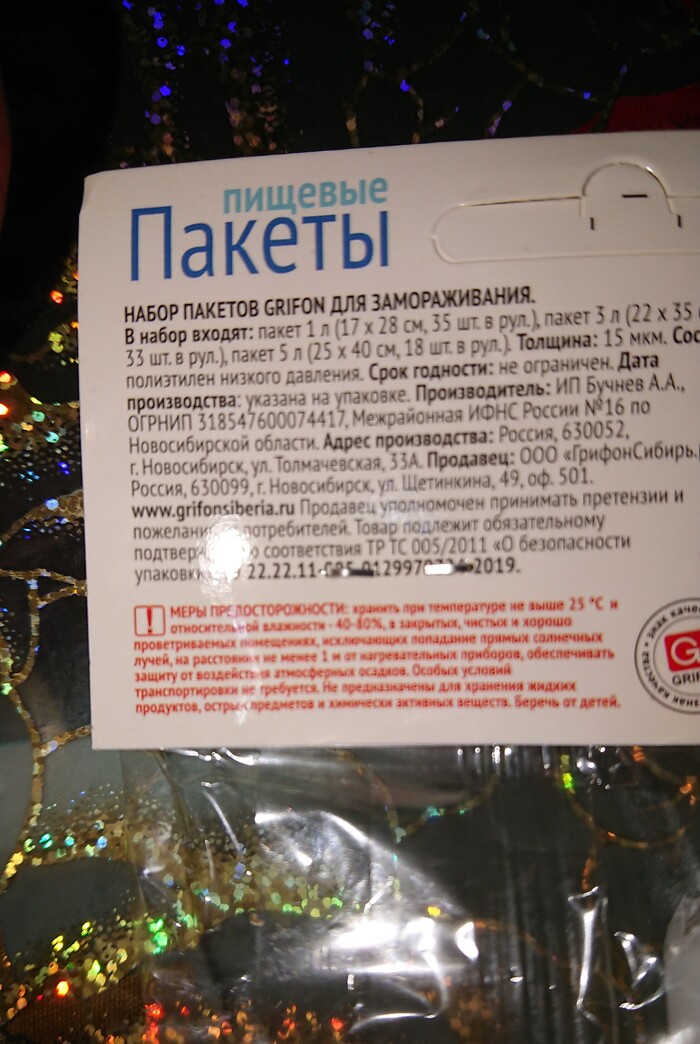 пищевые
Пакеты
НАБОР ПАКЕТОВ GRIFON ДЛЯ ЗАМОРАЖИВАНИЯ.
В набор входят: пакет 1 л (17 x 28 см, 35 шт. в рул.), пакет 3 л (22 x 35
33 шт. в рул.), пакет 5 л (25 x 40 см, 18 шт. в рул.). Толщина: 15 мкм.
полиэтилен низкого давления. Срок годности: не ограничен. Дата
производства: указана на упаковке. Производитель: ИП Бучнев А.А.,
ОГРНИП 318547600074417, Межрайонная ИФНС России №16 по
Новосибирской области. Адрес производства: Россия, 630052,
г. Новосибирск, ул. Толмачевская, 33А. Продавец: ООО «ГрифонСибирь
Россия, 630099, г. Новосибирск, ул. Щетинкина, 49, оф. 501.
www.grifonsiberia.ru Продавец уполномочен принимать претензии и
потребителей. Товар подлежит обязательному
соответствия ТР ТС 005/2011 «О безопасности
упаковки
МЕРЫ ПРЕДОСТОРОЖНОСТИ: хранить при температуре не выше 25 °C и
относительной влажности - 40-80%, в закрытых, чистых и хорошо
проветриваемых помещениях, исключающих попадание прямых солнечных
лучей, на расстоянии не менее 1 м от нагревательных приборов, обеспечивать
защиту от воздействия атмосферных осадков. Особых условий
транспортировки не требуется. Не предназначены для хранения жидких
продуктов, острых предметов и химически активных веществ. Беречь от детей.